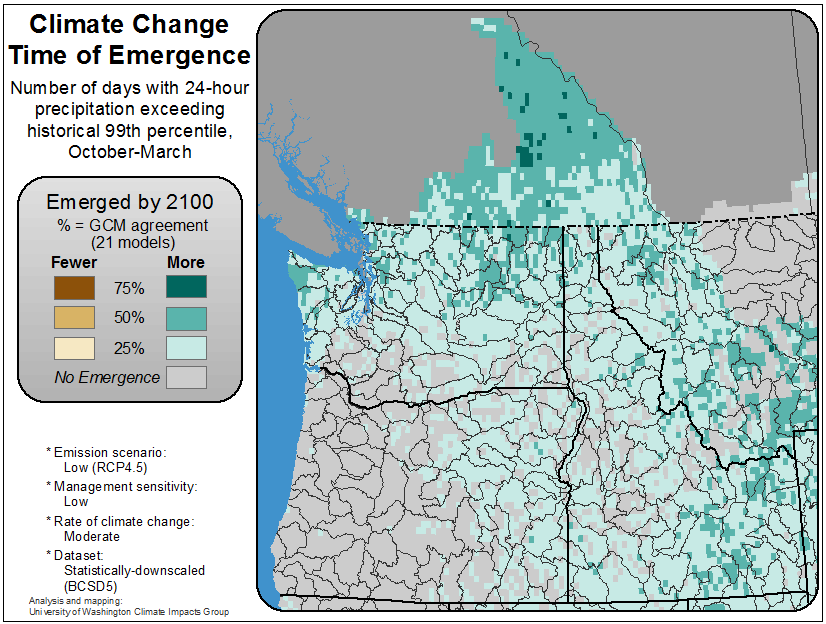 Climate Change
Time of Emergence
Number of days with 24-hour
precipitation exceeding
historical 99th percentile,
October-March
Emerged by 2100
% = GCM agreement
(21 models)
Fewer More
75%
50%
25%
No Emergence
* Emission scenario:
Low (RCP4.5)
* Management sensitivity:
Low
* Rate of climate change:
Moderate
* Dataset:
Statistically-downscaled
(BCSD5)
Analysis and mapping:
University of Washington Climate Impacts Group